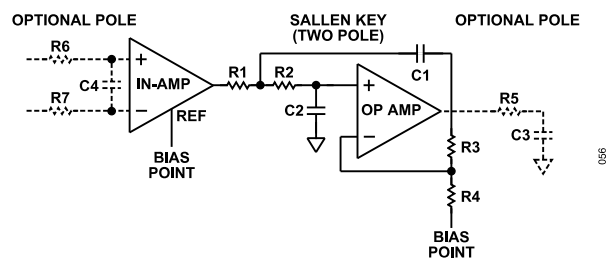 OPTIONAL POLE
SALLEN KEY
(TWO POLE)
OPTIONAL POLE
R6
C4
R7
+
−
IN-AMP
REF
BIAS
POINT
R1
R2
C2
C1
+
−
OP AMP
R5
C3
R3
R4
BIAS
POINT
056